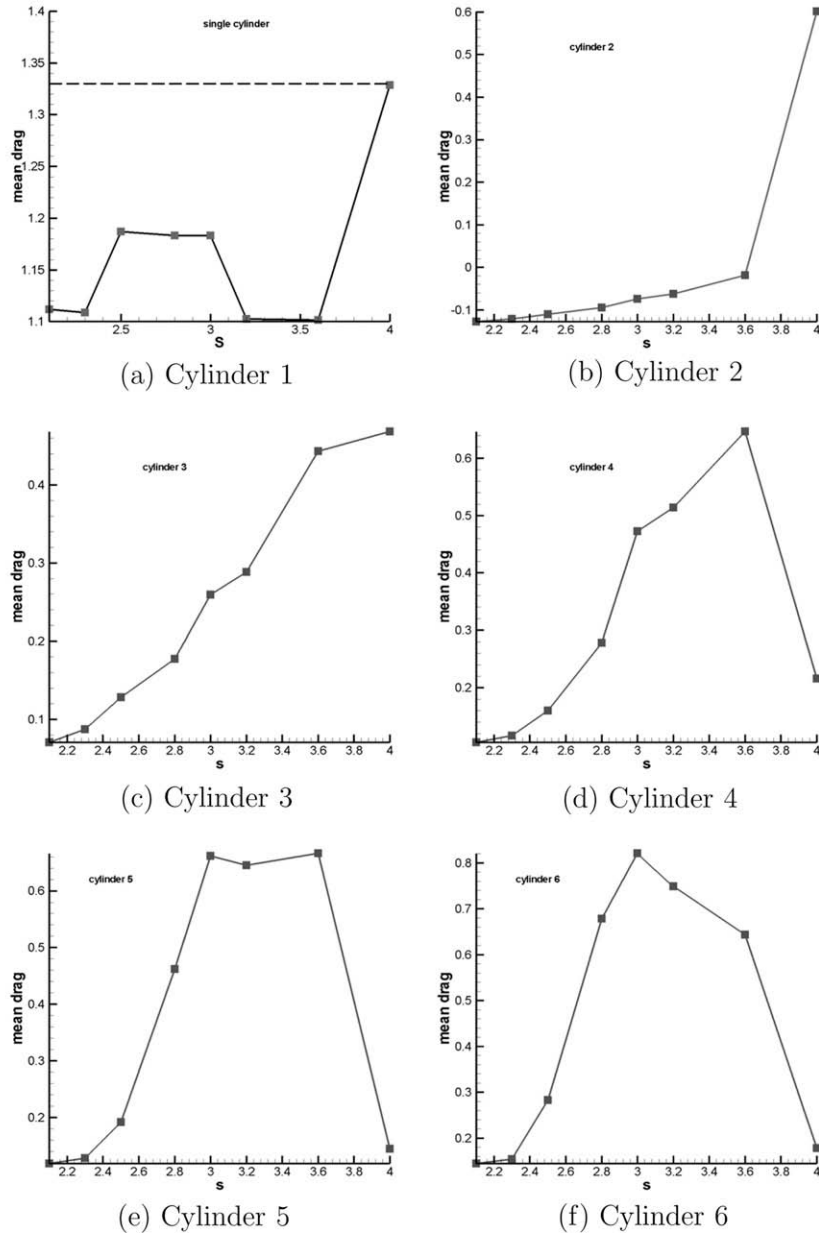 1.4
single cylinder
1.35
1.3
mean drag
1.25
1.2
1.15
1.1
2.5 3 3.5 4
S
(a) Cylinder 1
0.6
cylinder 2
0.5
0.4
mean drag
0.3
0.2
0.1
0
-0.1
2.2 2.4 2.6 2.8 3 3.2 3.4 3.6 3.8 4
s
(b) Cylinder 2
cylinder 3
0.4
mean drag
0.3
0.2
0.1
2.2 2.4 2.6 2.8 3 3.2 3.4 3.6 3.8 4
s
(c) Cylinder 3
0.6
cylinder 4
0.5
mean drag
0.4
0.3
0.2
2.2 2.4 2.6 2.8 3 3.2 3.4 3.6 3.8 4
s
(d) Cylinder 4
cylinder 5
0.6
0.5
mean drag
0.4
0.3
0.2
2.2 2.4 2.6 2.8 3 3.2 3.4 3.6 3.8 4
s
(e) Cylinder 5
0.8
cylinder 6
0.7
0.6
mean drag
0.5
0.4
0.3
0.2
2.2 2.4 2.6 2.8 3 3.2 3.4 3.6 3.8 4
s
(f) Cylinder 6